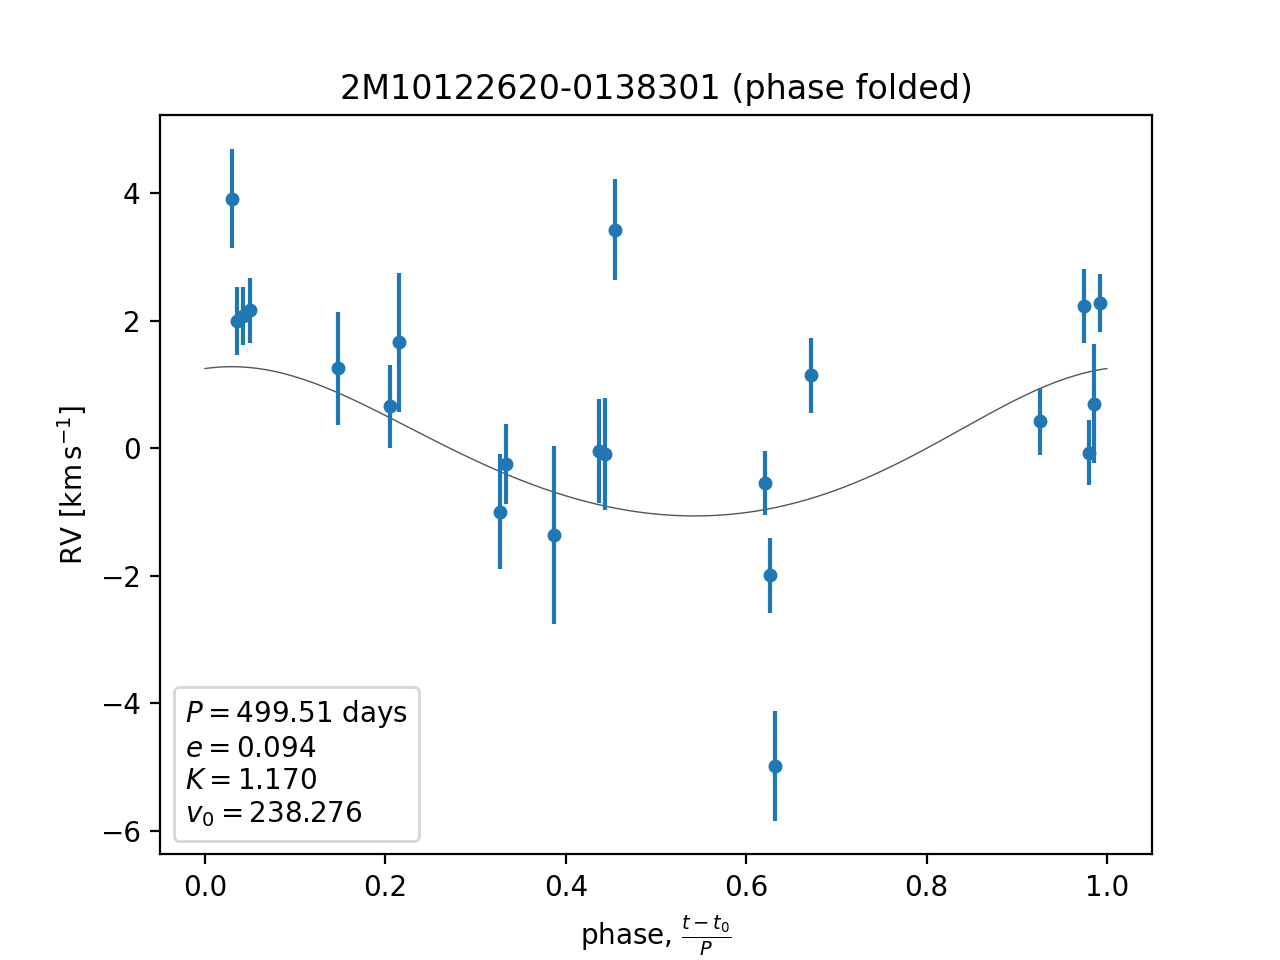 2M10122620-0138301 (phase folded)
4
2
0
−2
−4
−6
RV [km s⁻¹]
P = 499.51 days
e = 0.094
K = 1.170
v₀ = 238.276
0.0 0.2 0.4 0.6 0.8 1.0
phase, (t − t₀)/P